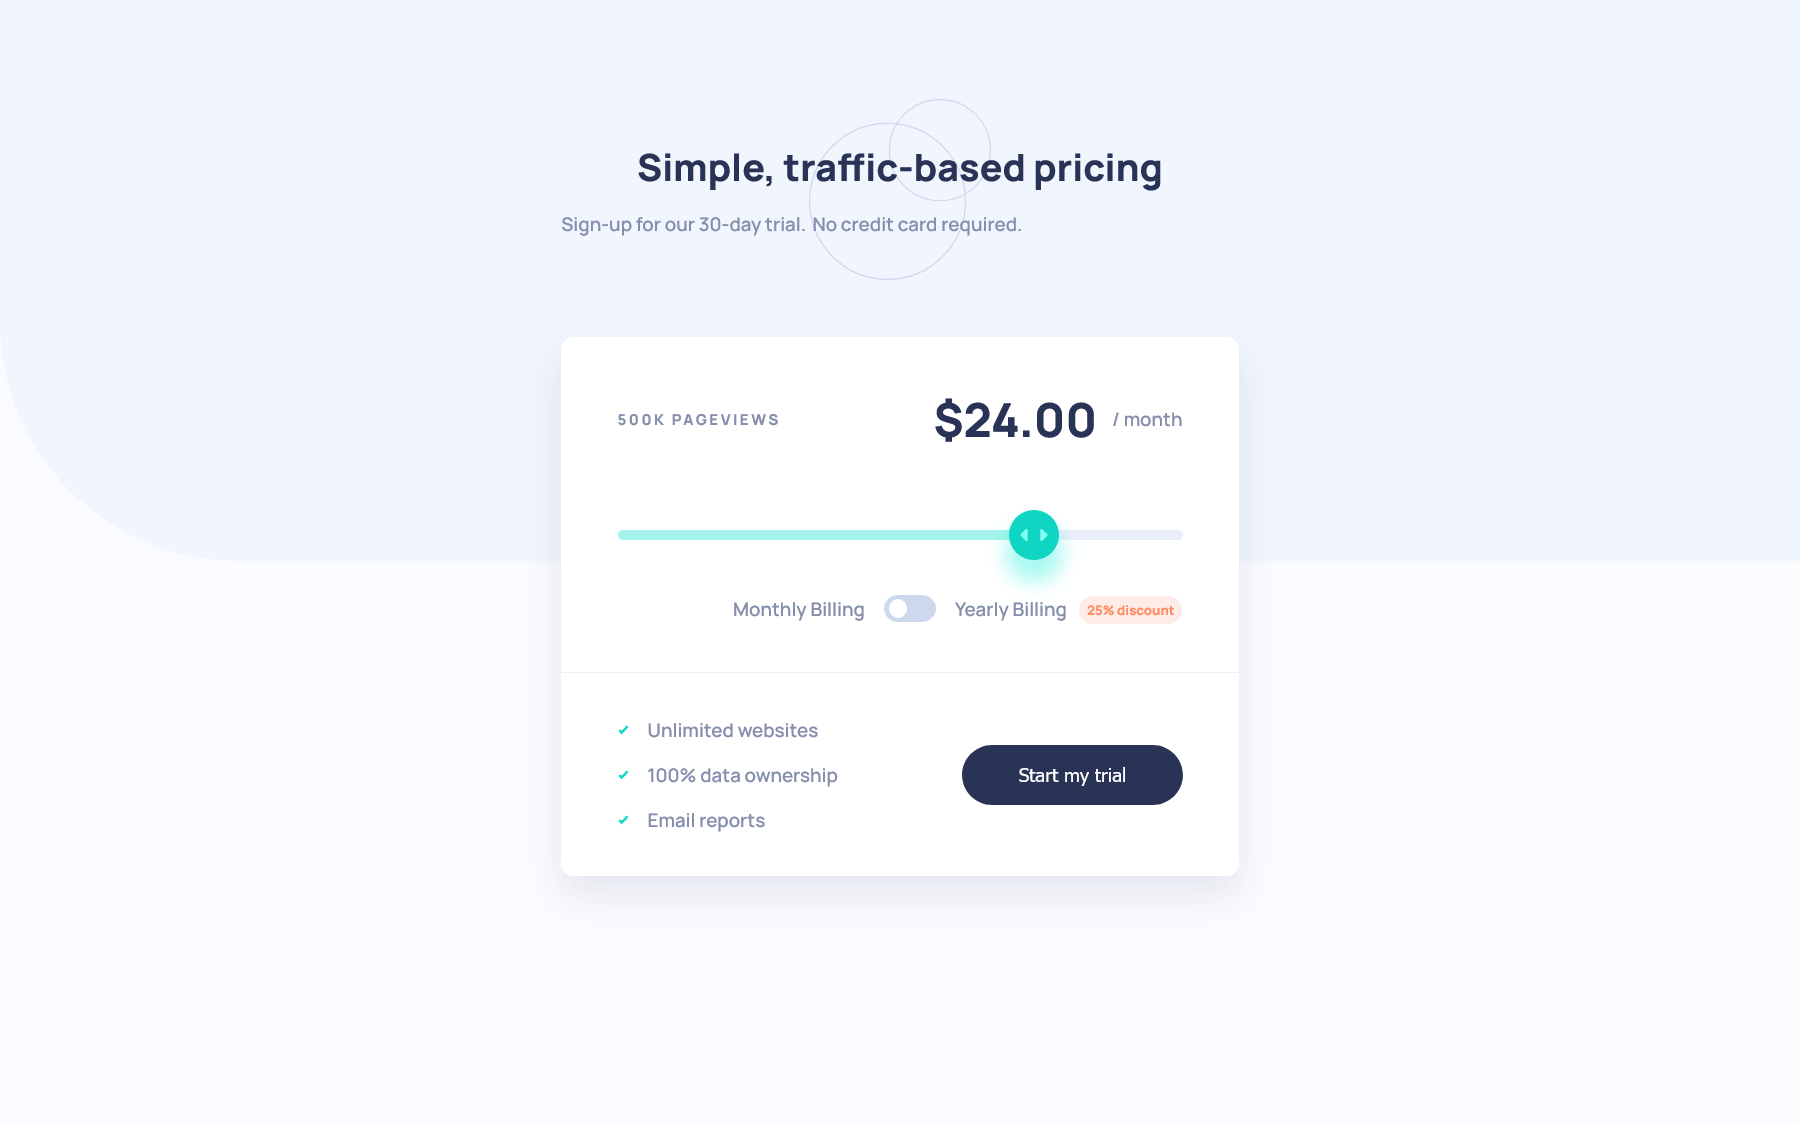 Simple, traffic-based pricing
Sign-up for our 30-day trial. No credit card required.
500K PAGEVIEWS
$24.00 / month
Monthly Billing
Yearly Billing
25% discount
Unlimited websites
100% data ownership
Email reports
Start my trial